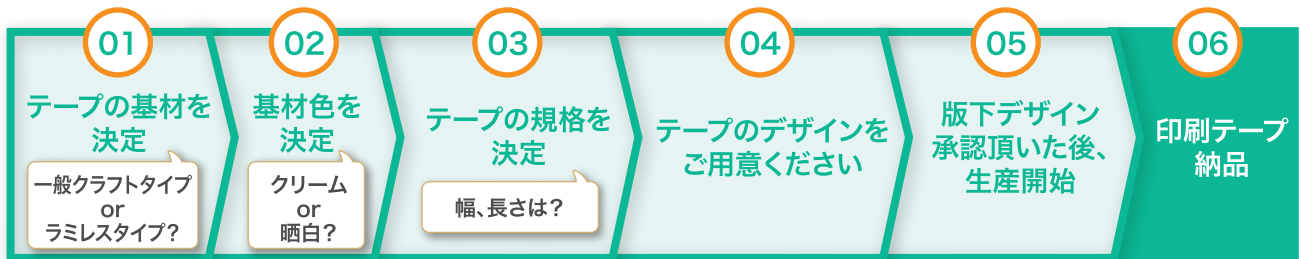 01
テープの基材を
決定
一般クラフトタイプ
or
ラミレスタイプ？
02
基材色を
決定
クリーム
or
晒白？
03
テープの規格を
決定
幅、長さは？
04
テープのデザインを
ご用意ください
05
版下デザイン
承認頂いた後、
生産開始
06
印刷テープ
納品